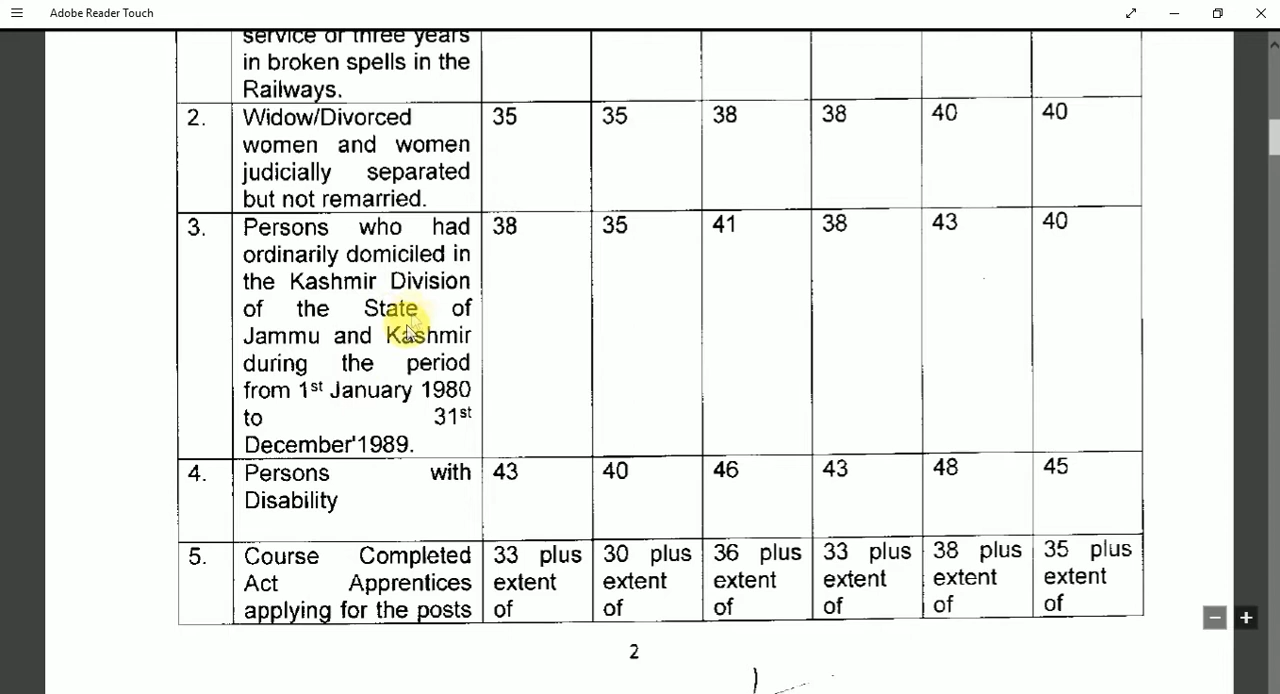 Adobe Reader Touch
service or three years
in broken spells in the
Railways.
2. Widow/Divorced 35 35 38 38 40 40
women and women
judicially separated
but not remarried.
3. Persons who had 38 35 41 38 43 40
ordinarily domiciled in
the Kashmir Division
of the State of
Jammu and Kashmir
during the period
from 1st January 1980
to 31st
December'1989.
4. Persons with 43 40 46 43 48 45
Disability
5. Course Completed 33 plus 30 plus 36 plus 33 plus 38 plus 35 plus
Act Apprentices extent extent extent extent extent extent
applying for the posts of of of of of of
2